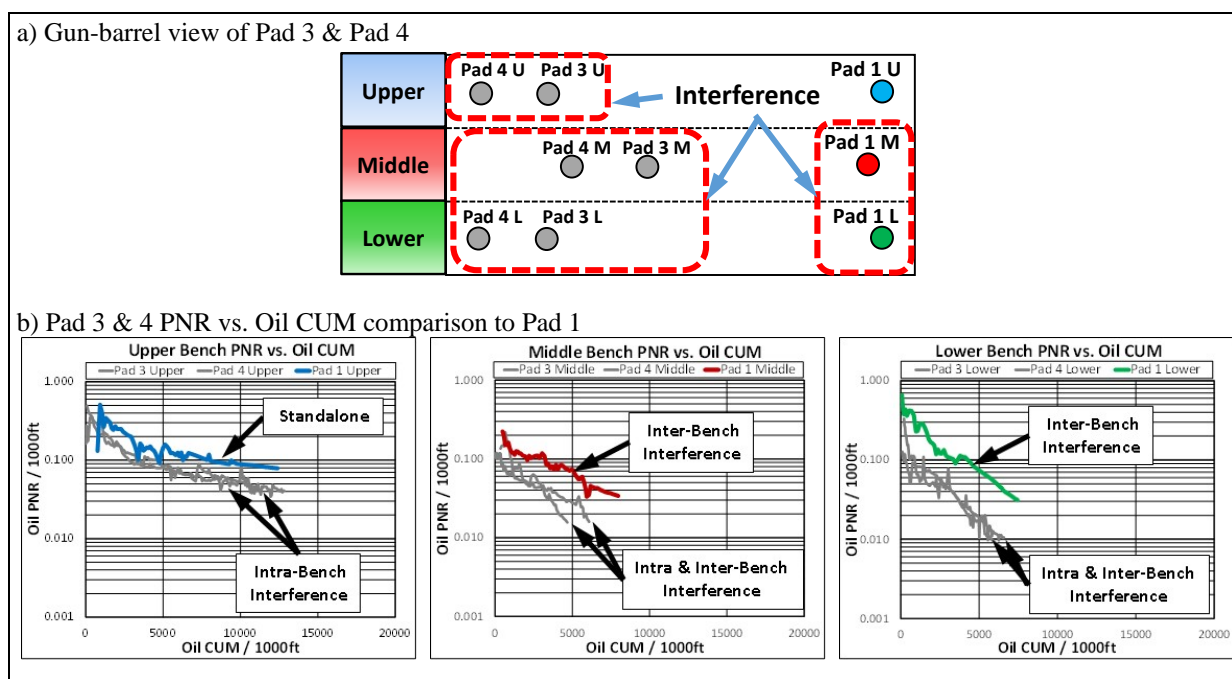 a) Gun-barrel view of Pad 3 & Pad 4
Upper
Middle
Lower
Pad 4 U
Pad 3 U
Interference
Pad 1 U
Pad 4 M
Pad 3 M
Pad 1 M
Pad 4 L
Pad 3 L
Pad 1 L
b) Pad 3 & 4 PNR vs. Oil CUM comparison to Pad 1
Upper Bench PNR vs. Oil CUM
Pad 3 Upper
Pad 4 Upper
Pad 1 Upper
Oil PNR / 1000ft
1.000
0.100
0.010
0.001
Standalone
Intra-Bench
Interference
0
5000
10000
15000
20000
Oil CUM / 1000ft
Middle Bench PNR vs. Oil CUM
Pad 3 Middle
Pad 4 Middle
Pad 1 Middle
Oil PNR / 1000ft
1.000
0.100
0.010
0.001
Inter-Bench
Interference
Intra & Inter-Bench
Interference
0
5000
10000
15000
20000
Oil CUM / 1000ft
Lower Bench PNR vs. Oil CUM
Pad 3 Lower
Pad 4 Lower
Pad 1 Lower
Oil PNR / 1000ft
1.000
0.100
0.010
0.001
Inter-Bench
Interference
Intra & Inter-Bench
Interference
0
5000
10000
15000
20000
Oil CUM / 1000ft